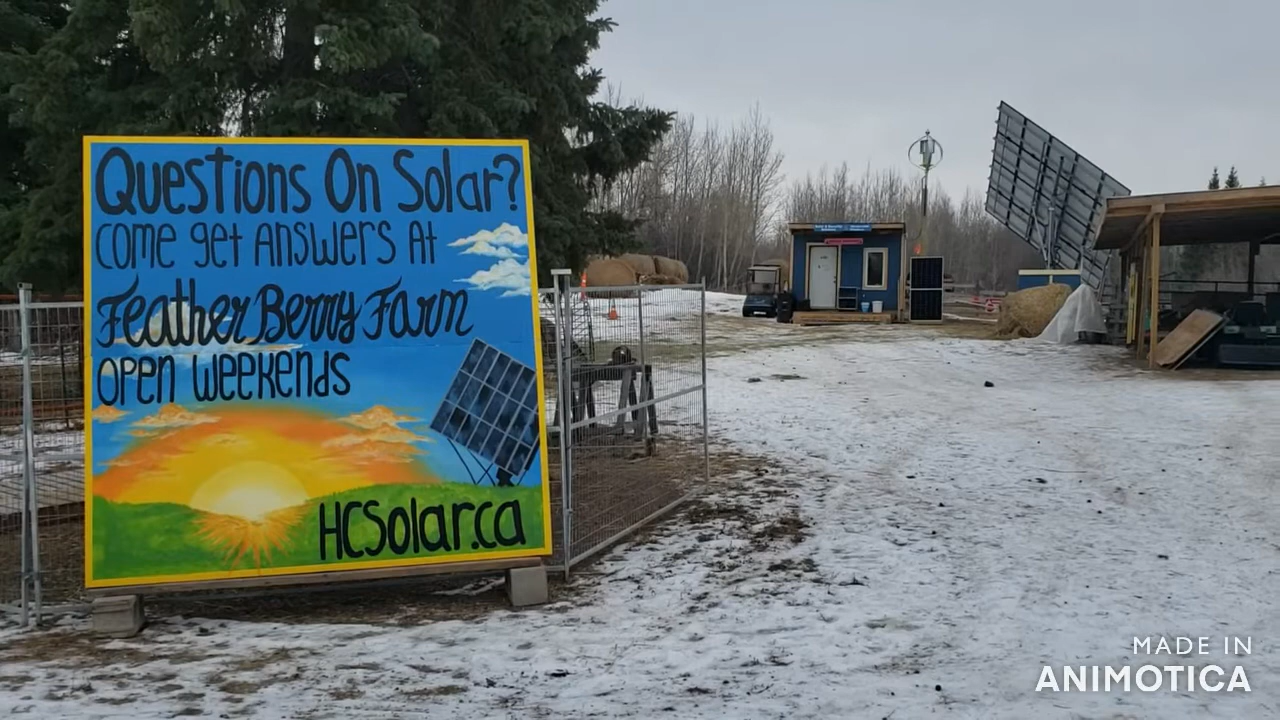 Questions On Solar?
come get Answers At
Feather Berry Farm
open weekends
HCSolar.ca
MADE IN
ANIMOTICA